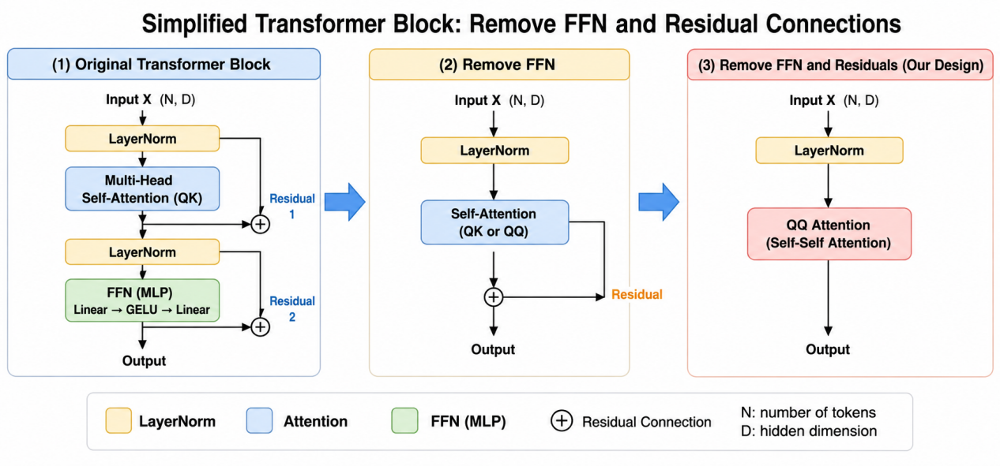 Simplified Transformer Block: Remove FFN and Residual Connections
(1) Original Transformer Block
Input X (N, D)
LayerNorm
Multi-Head
Self-Attention (QK)
Residual
1
LayerNorm
FFN (MLP)
Linear → GELU → Linear
Residual
2
Output
(2) Remove FFN
Input X (N, D)
LayerNorm
Self-Attention
(QK or QQ)
Residual
Output
(3) Remove FFN and Residuals (Our Design)
Input X (N, D)
LayerNorm
QQ Attention
(Self-Self Attention)
Output
LayerNorm
Attention
FFN (MLP)
Residual Connection
N: number of tokens
D: hidden dimension